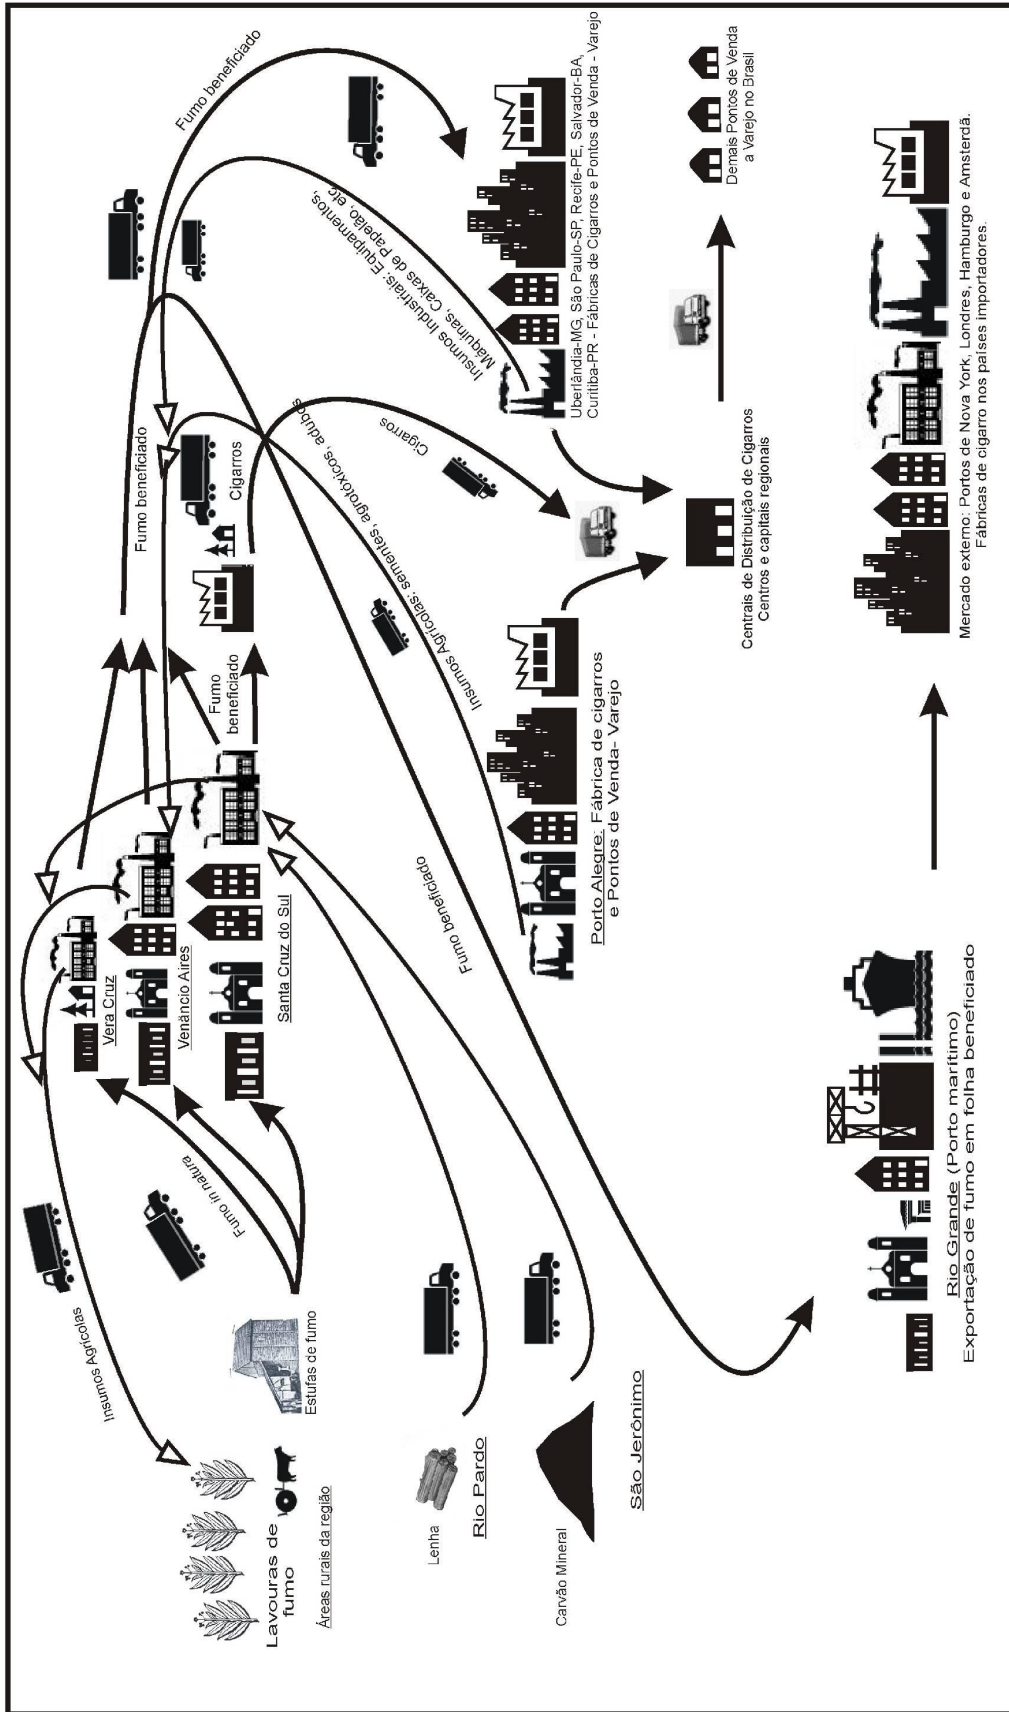 Lavouras de
fumo
Áreas rurais da região
Insumos Agrícolas
Estufas de fumo
Fumo in natura
Vera Cruz
Venâncio Aires
Santa Cruz do Sul
Fumo
beneficiado
Fumo beneficiado
Cigarros
Fumo beneficiado
Insumos Industriais: Equipamentos,
Máquinas, Caixas de Papelão, etc
Insumos Agrícolas: sementes, agrotóxicos, adubos
Cigarros
Fumo beneficiado
Lenha
Rio Pardo
Carvão Mineral
São Jerônimo
Porto Alegre: Fábrica de cigarros
e Pontos de Venda- Varejo
Uberlândia-MG, São Paulo-SP, Recife-PE, Salvador-BA,
Curitiba-PR - Fábricas de Cigarros e Pontos de Venda - Varejo
Centrais de Distribuição de Cigarros
Centros e capitais regionais
Demais Pontos de Venda
a Varejo no Brasil
Rio Grande (Porto marítimo)
Exportação de fumo em folha beneficiado
Mercado externo: Portos de Nova York, Londres, Hamburgo e Amsterdã.
Fábricas de cigarro nos países importadores.